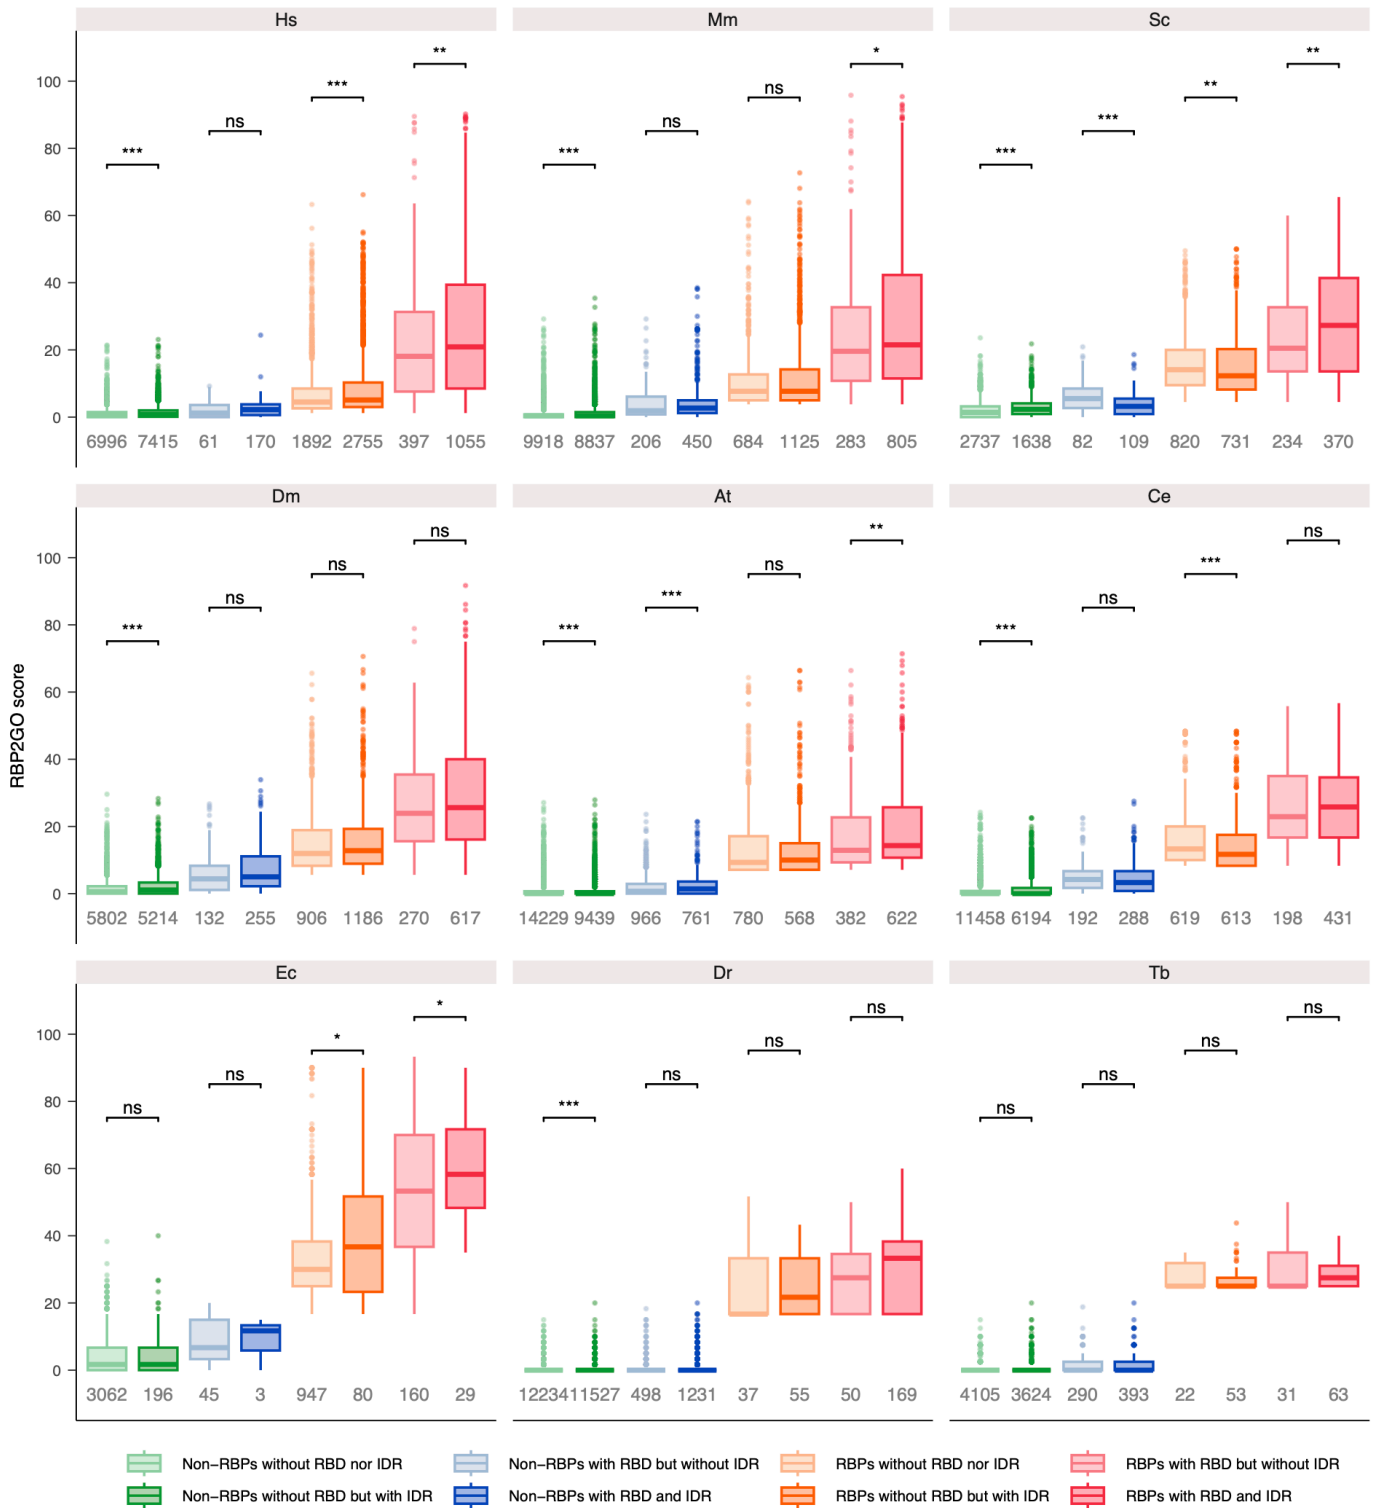 Hs Mm Sc
** * **
*** ns **
ns ns ***
*** *** ***
100
80
60
40
20
0
6996 7415 61 170 1892 2755 397 1055 9918 8837 206 450 684 1125 283 805 2737 1638 82 109 820 731 234 370
Dm At Ce
ns ** ns
ns ns ***
ns *** ns
*** *** ***
100
80
60
40
20
0
5802 5214 132 255 906 1186 270 617 14229 9439 966 761 780 568 382 622 11458 6194 192 288 619 613 198 431
RBP2GO score
Ec Dr Tb
* ns ns
* ns ns
ns ns ns
ns *** ns
100
80
60
40
20
0
3062 196 45 3 947 80 160 29 12234 11527 498 1231 37 55 50 169 4105 3624 290 393 22 53 31 63
Non−RBPs without RBD nor IDR Non−RBPs with RBD but without IDR RBPs without RBD nor IDR RBPs with RBD but without IDR
Non−RBPs without RBD but with IDR Non−RBPs with RBD and IDR RBPs without RBD but with IDR RBPs with RBD and IDR